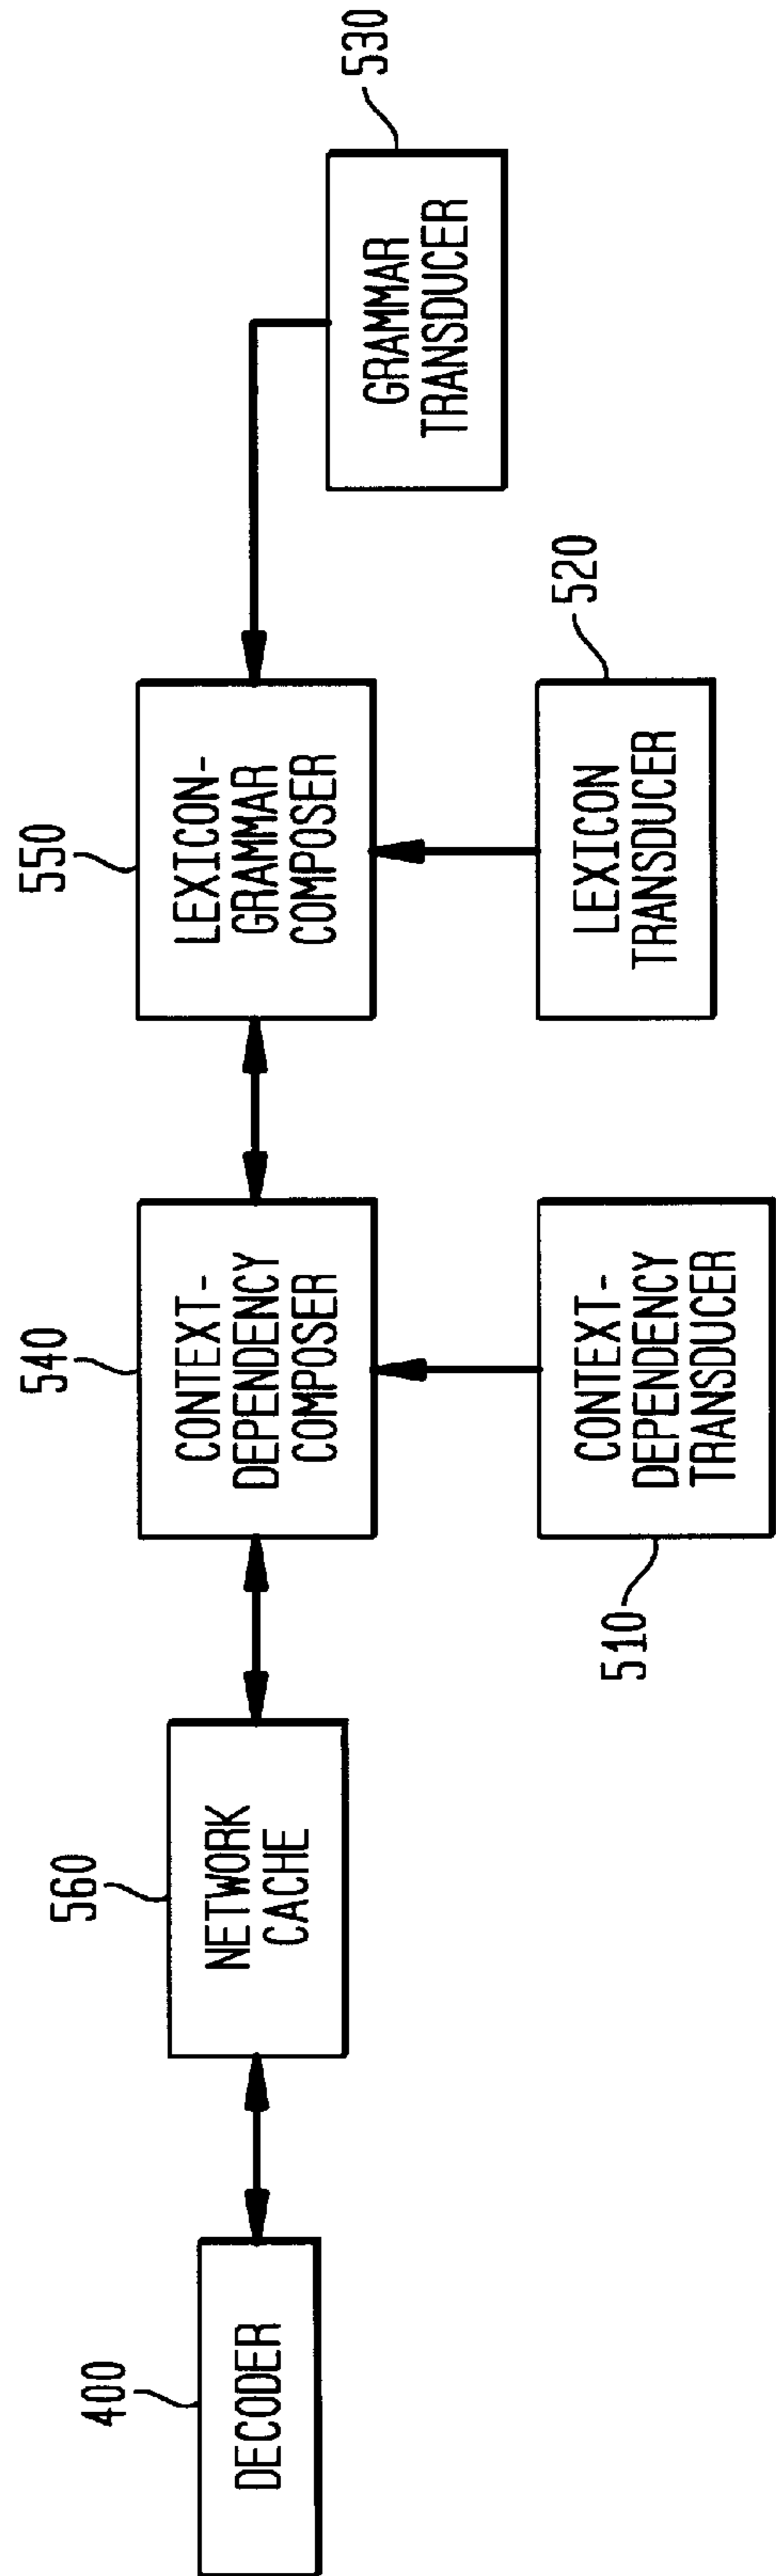 400
DECODER
560
NETWORK
CACHE
540
CONTEXT-
DEPENDENCY
COMPOSER
550
LEXICON-
GRAMMAR
COMPOSER
530
GRAMMAR
TRANSDUCER
510
CONTEXT-
DEPENDENCY
TRANSDUCER
520
LEXICON
TRANSDUCER